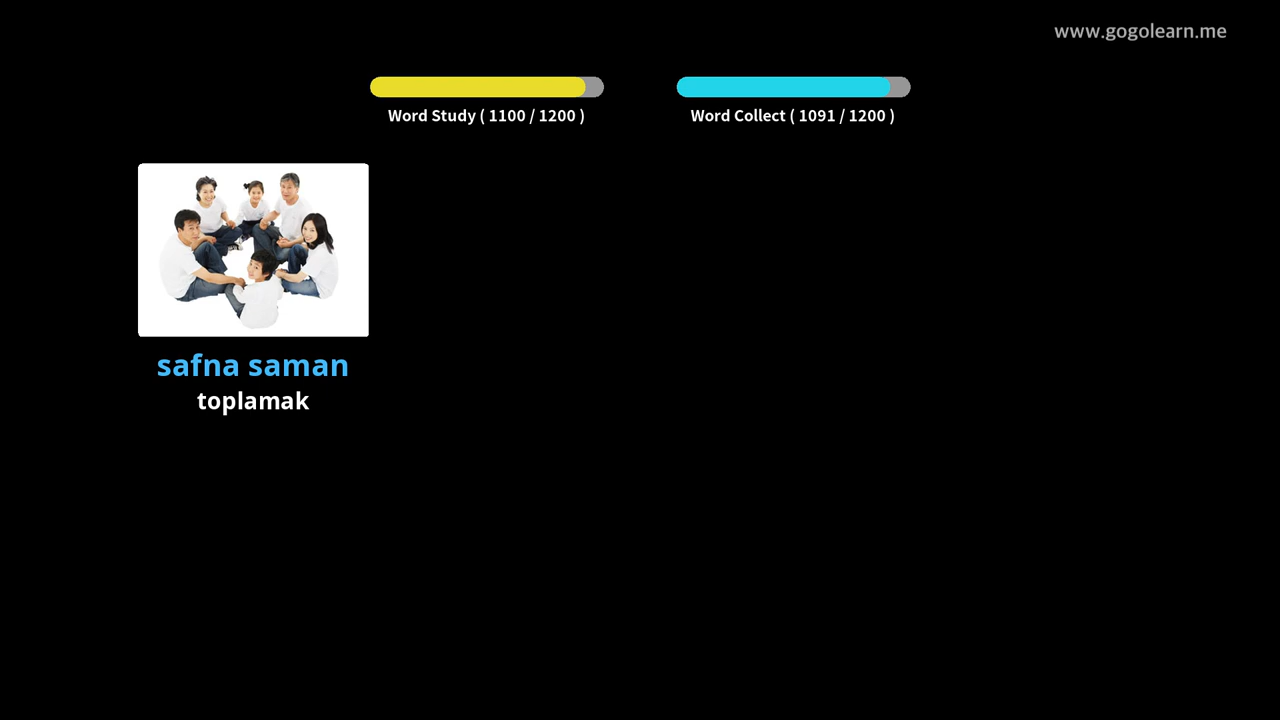 www.gogolearn.me
Word Study ( 1100 / 1200 )
Word Collect ( 1091 / 1200 )
safna saman
toplamak